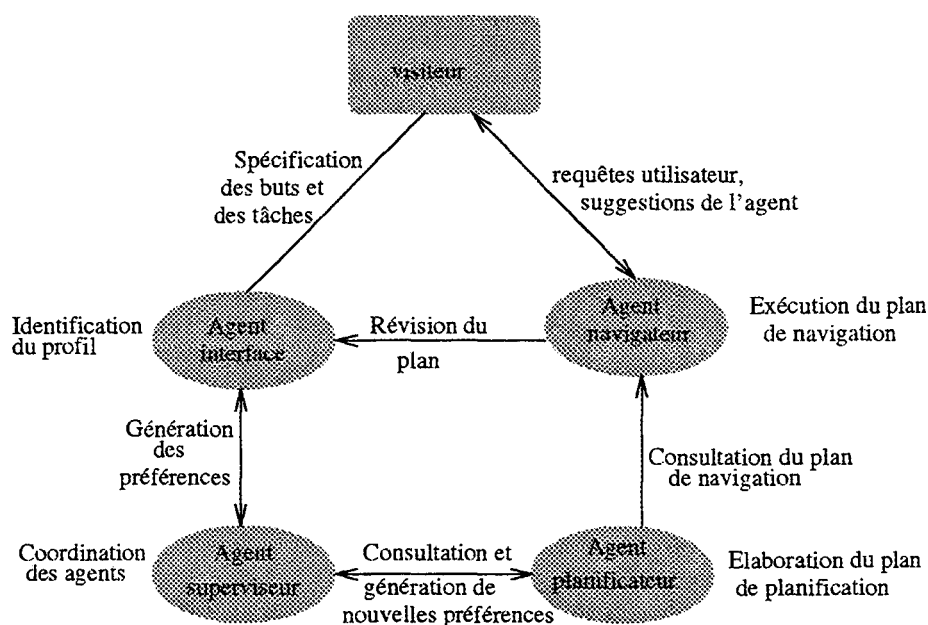 visiteur
Spécification
des buts et
des tâches
requêtes utilisateur,
suggestions de l'agent
Identification
du profil
Agent
interface
Révision du
plan
Agent
navigateur
Exécution du plan
de navigation
Génération
des
préférences
Consultation du plan
de navigation
Coordination
des agents
Agent
superviseur
Consultation et
génération de
nouvelles préférences
Agent
planificateur
Elaboration du plan
de planification